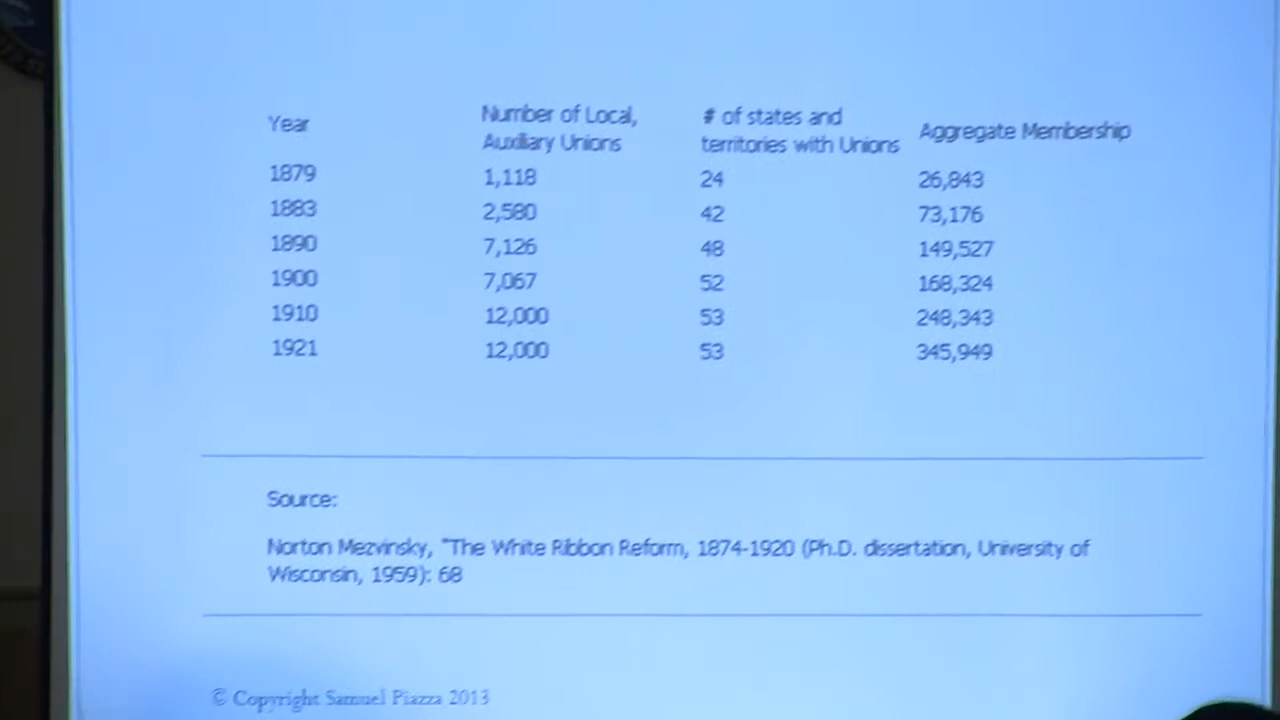 Year Number of Local, Auxiliary Unions # of states and territories with Unions Aggregate Membership
1879 1,118 24 26,843
1883 2,580 42 73,176
1890 7,126 48 149,527
1900 7,067 52 168,324
1910 12,000 53 248,343
1921 12,000 53 345,949
Source:
Norton Mezvinsky, "The White Ribbon Reform, 1874-1920 (Ph.D. dissertation, University of
Wisconsin, 1959): 68
© Copyright Samuel Piazza 2013